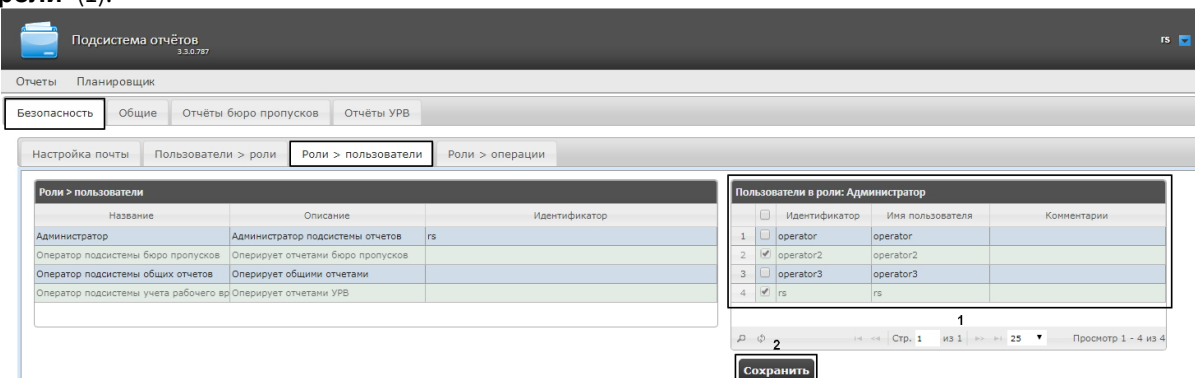 роли (1).
Подсистема отчётов
3.3.0.787
rs
Отчеты Планировщик
Безопасность Общие Отчёты бюро пропусков Отчёты УРВ
Настройка почты Пользователи > роли Роли > пользователи Роли > операции
Роли > пользователи
Название Описание Идентификатор
Администратор Администратор подсистемы отчетов rs
Оператор подсистемы бюро пропусков Оперирует отчетами бюро пропусков
Оператор подсистемы общих отчетов Оперирует общими отчетами
Оператор подсистемы учета рабочего вр Оперирует отчетами УРВ
Пользователи в роли: Администратор
Идентификатор Имя пользователя Комментарии
1 operator operator
2 operator2 operator2
3 operator3 operator3
4 rs rs
1
Стр. 1 из 1 25 Просмотр 1 - 4 из 4
2
Сохранить